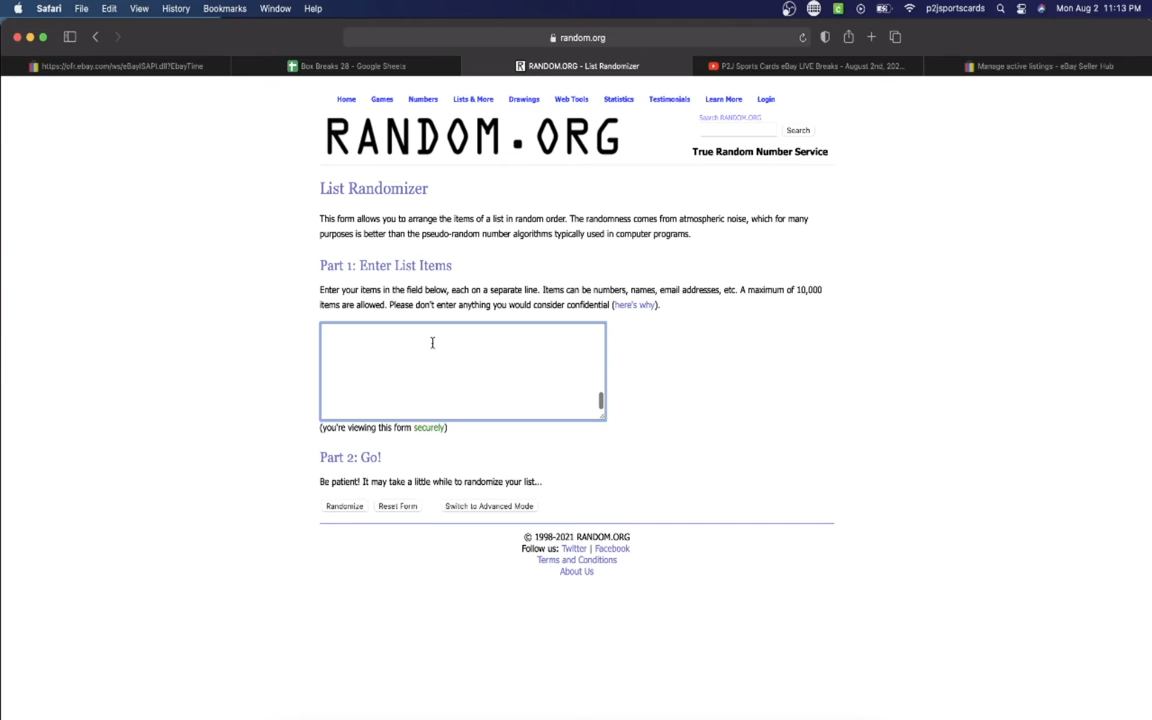 Safari File Edit View History Bookmarks Window Help p2jsportscards Mon Aug 2 11:13 PM
random.org
https://ofr.ebay.com/ws/eBayISAPI.dll?EbayTime Box Breaks 28 - Google Sheets RANDOM.ORG - List Randomizer P2J Sports Cards eBay LIVE Breaks - August 2nd, 202... Manage active listings - eBay Seller Hub
Home Games Numbers Lists & More Drawings Web Tools Statistics Testimonials Learn More Login
Search RANDOM.ORG
RANDOM.ORG
Search
True Random Number Service
List Randomizer
This form allows you to arrange the items of a list in random order. The randomness comes from atmospheric noise, which for many
purposes is better than the pseudo-random number algorithms typically used in computer programs.
Part 1: Enter List Items
Enter your items in the field below, each on a separate line. Items can be numbers, names, email addresses, etc. A maximum of 10,000
items are allowed. Please don't enter anything you would consider confidential (here's why).
(you're viewing this form securely)
Part 2: Go!
Be patient! It may take a little while to randomize your list...
Randomize Reset Form Switch to Advanced Mode
© 1998-2021 RANDOM.ORG
Follow us: Twitter | Facebook
Terms and Conditions
About Us